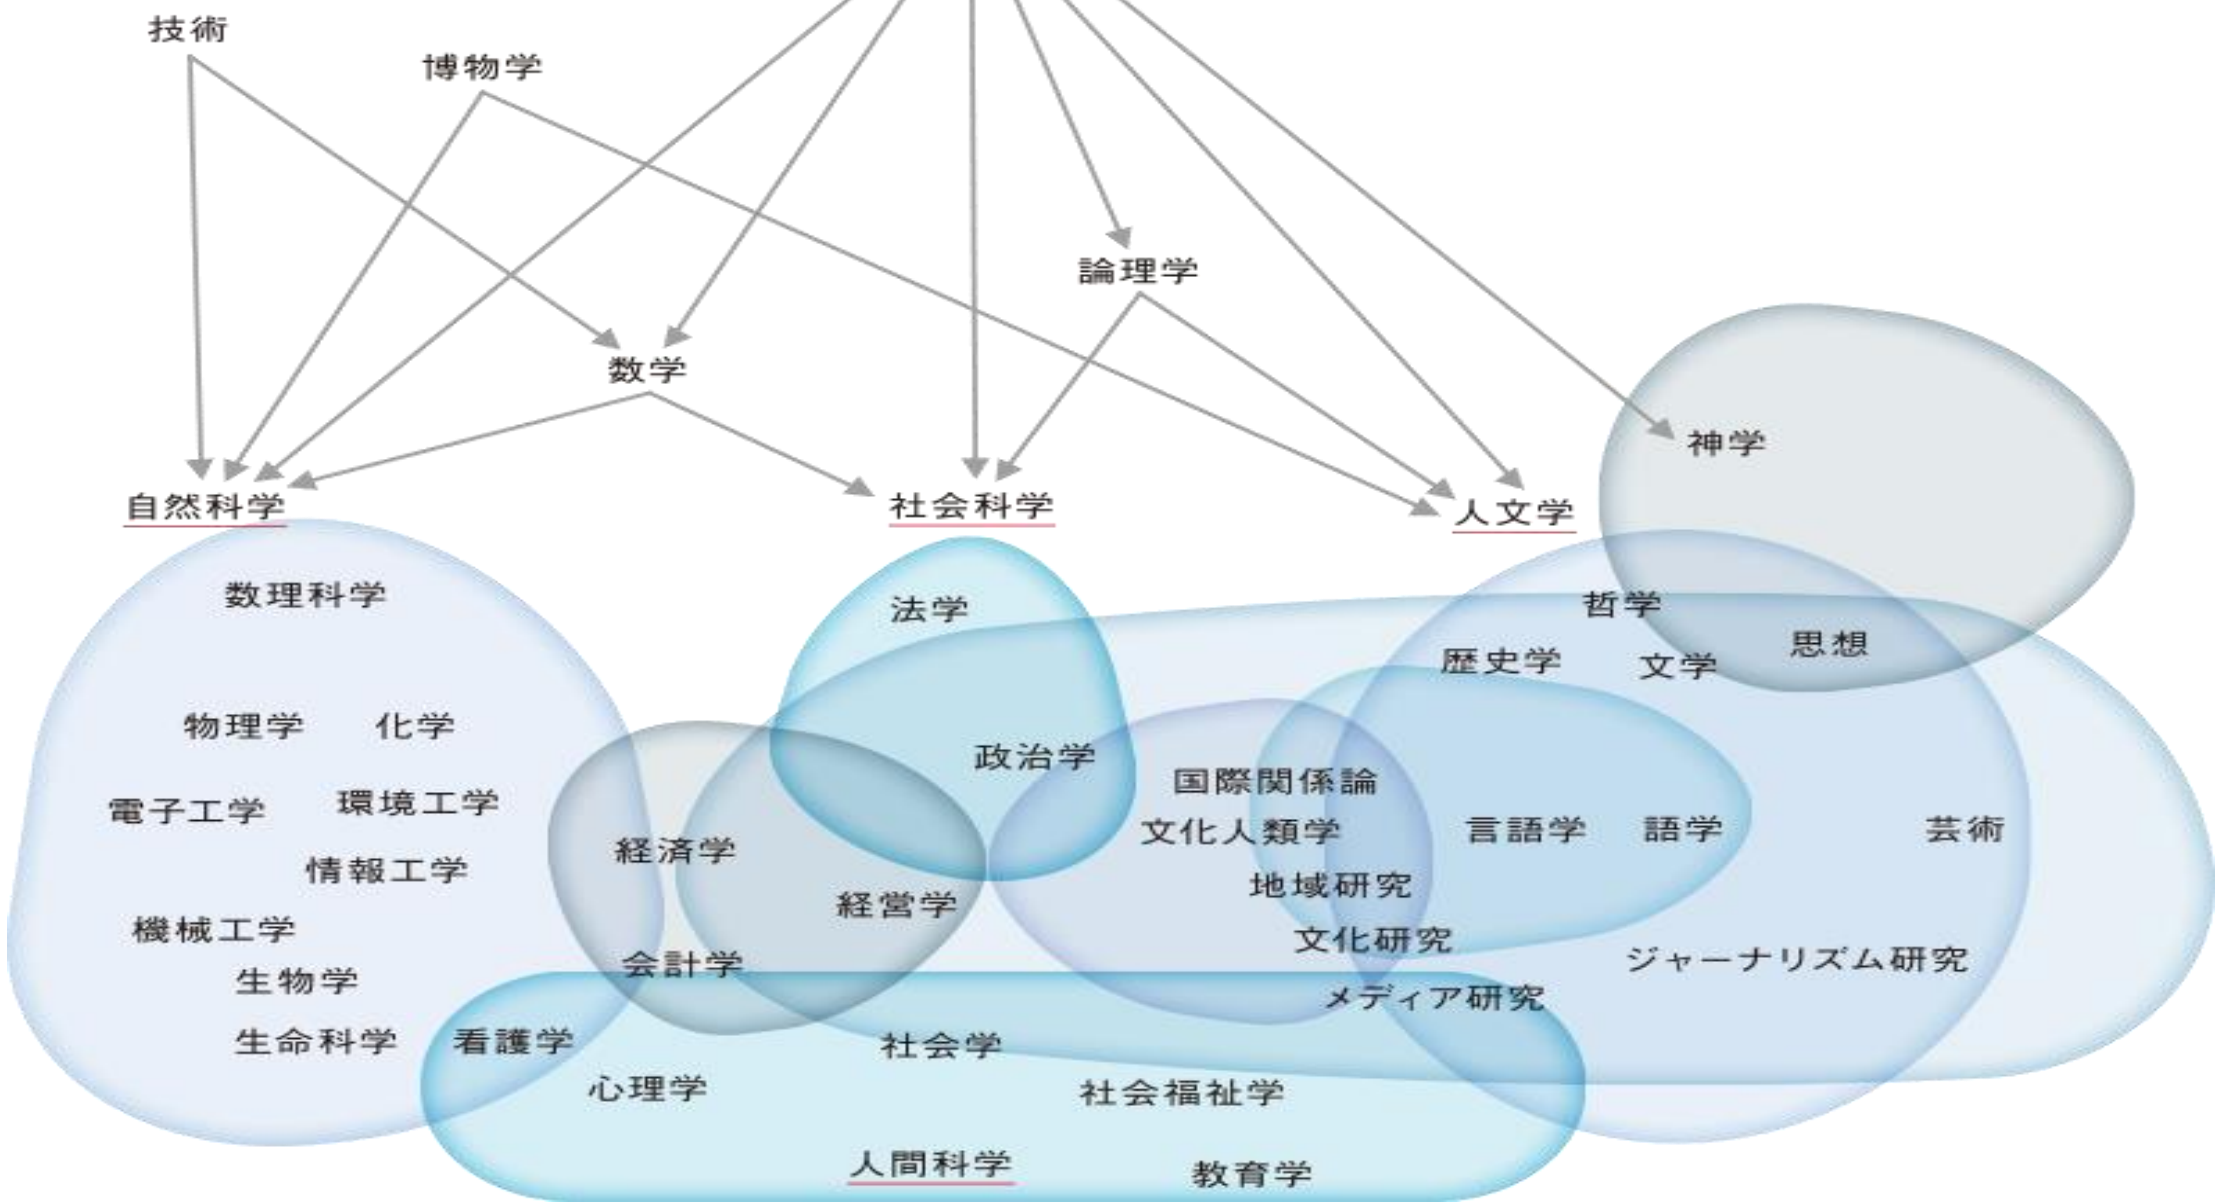 技術
博物学
論理学
数学
神学
自然科学
社会科学
人文学
数理科学
法学
哲学
思想
歴史学
文学
物理学
化学
政治学
国際関係論
電子工学
環境工学
文化人類学
言語学
語学
芸術
経済学
情報工学
地域研究
経営学
機械工学
文化研究
会計学
ジャーナリズム研究
生物学
メディア研究
生命科学
看護学
社会学
心理学
社会福祉学
人間科学
教育学